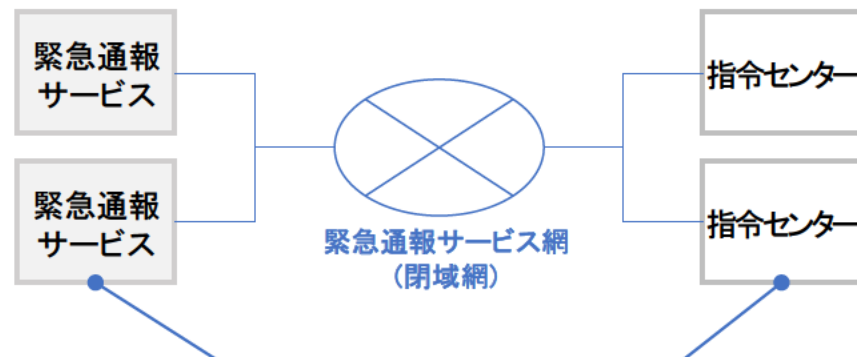 緊急通報
サービス
指令センター
緊急通報
サービス
指令センター
緊急通報サービス網
(閉域網)